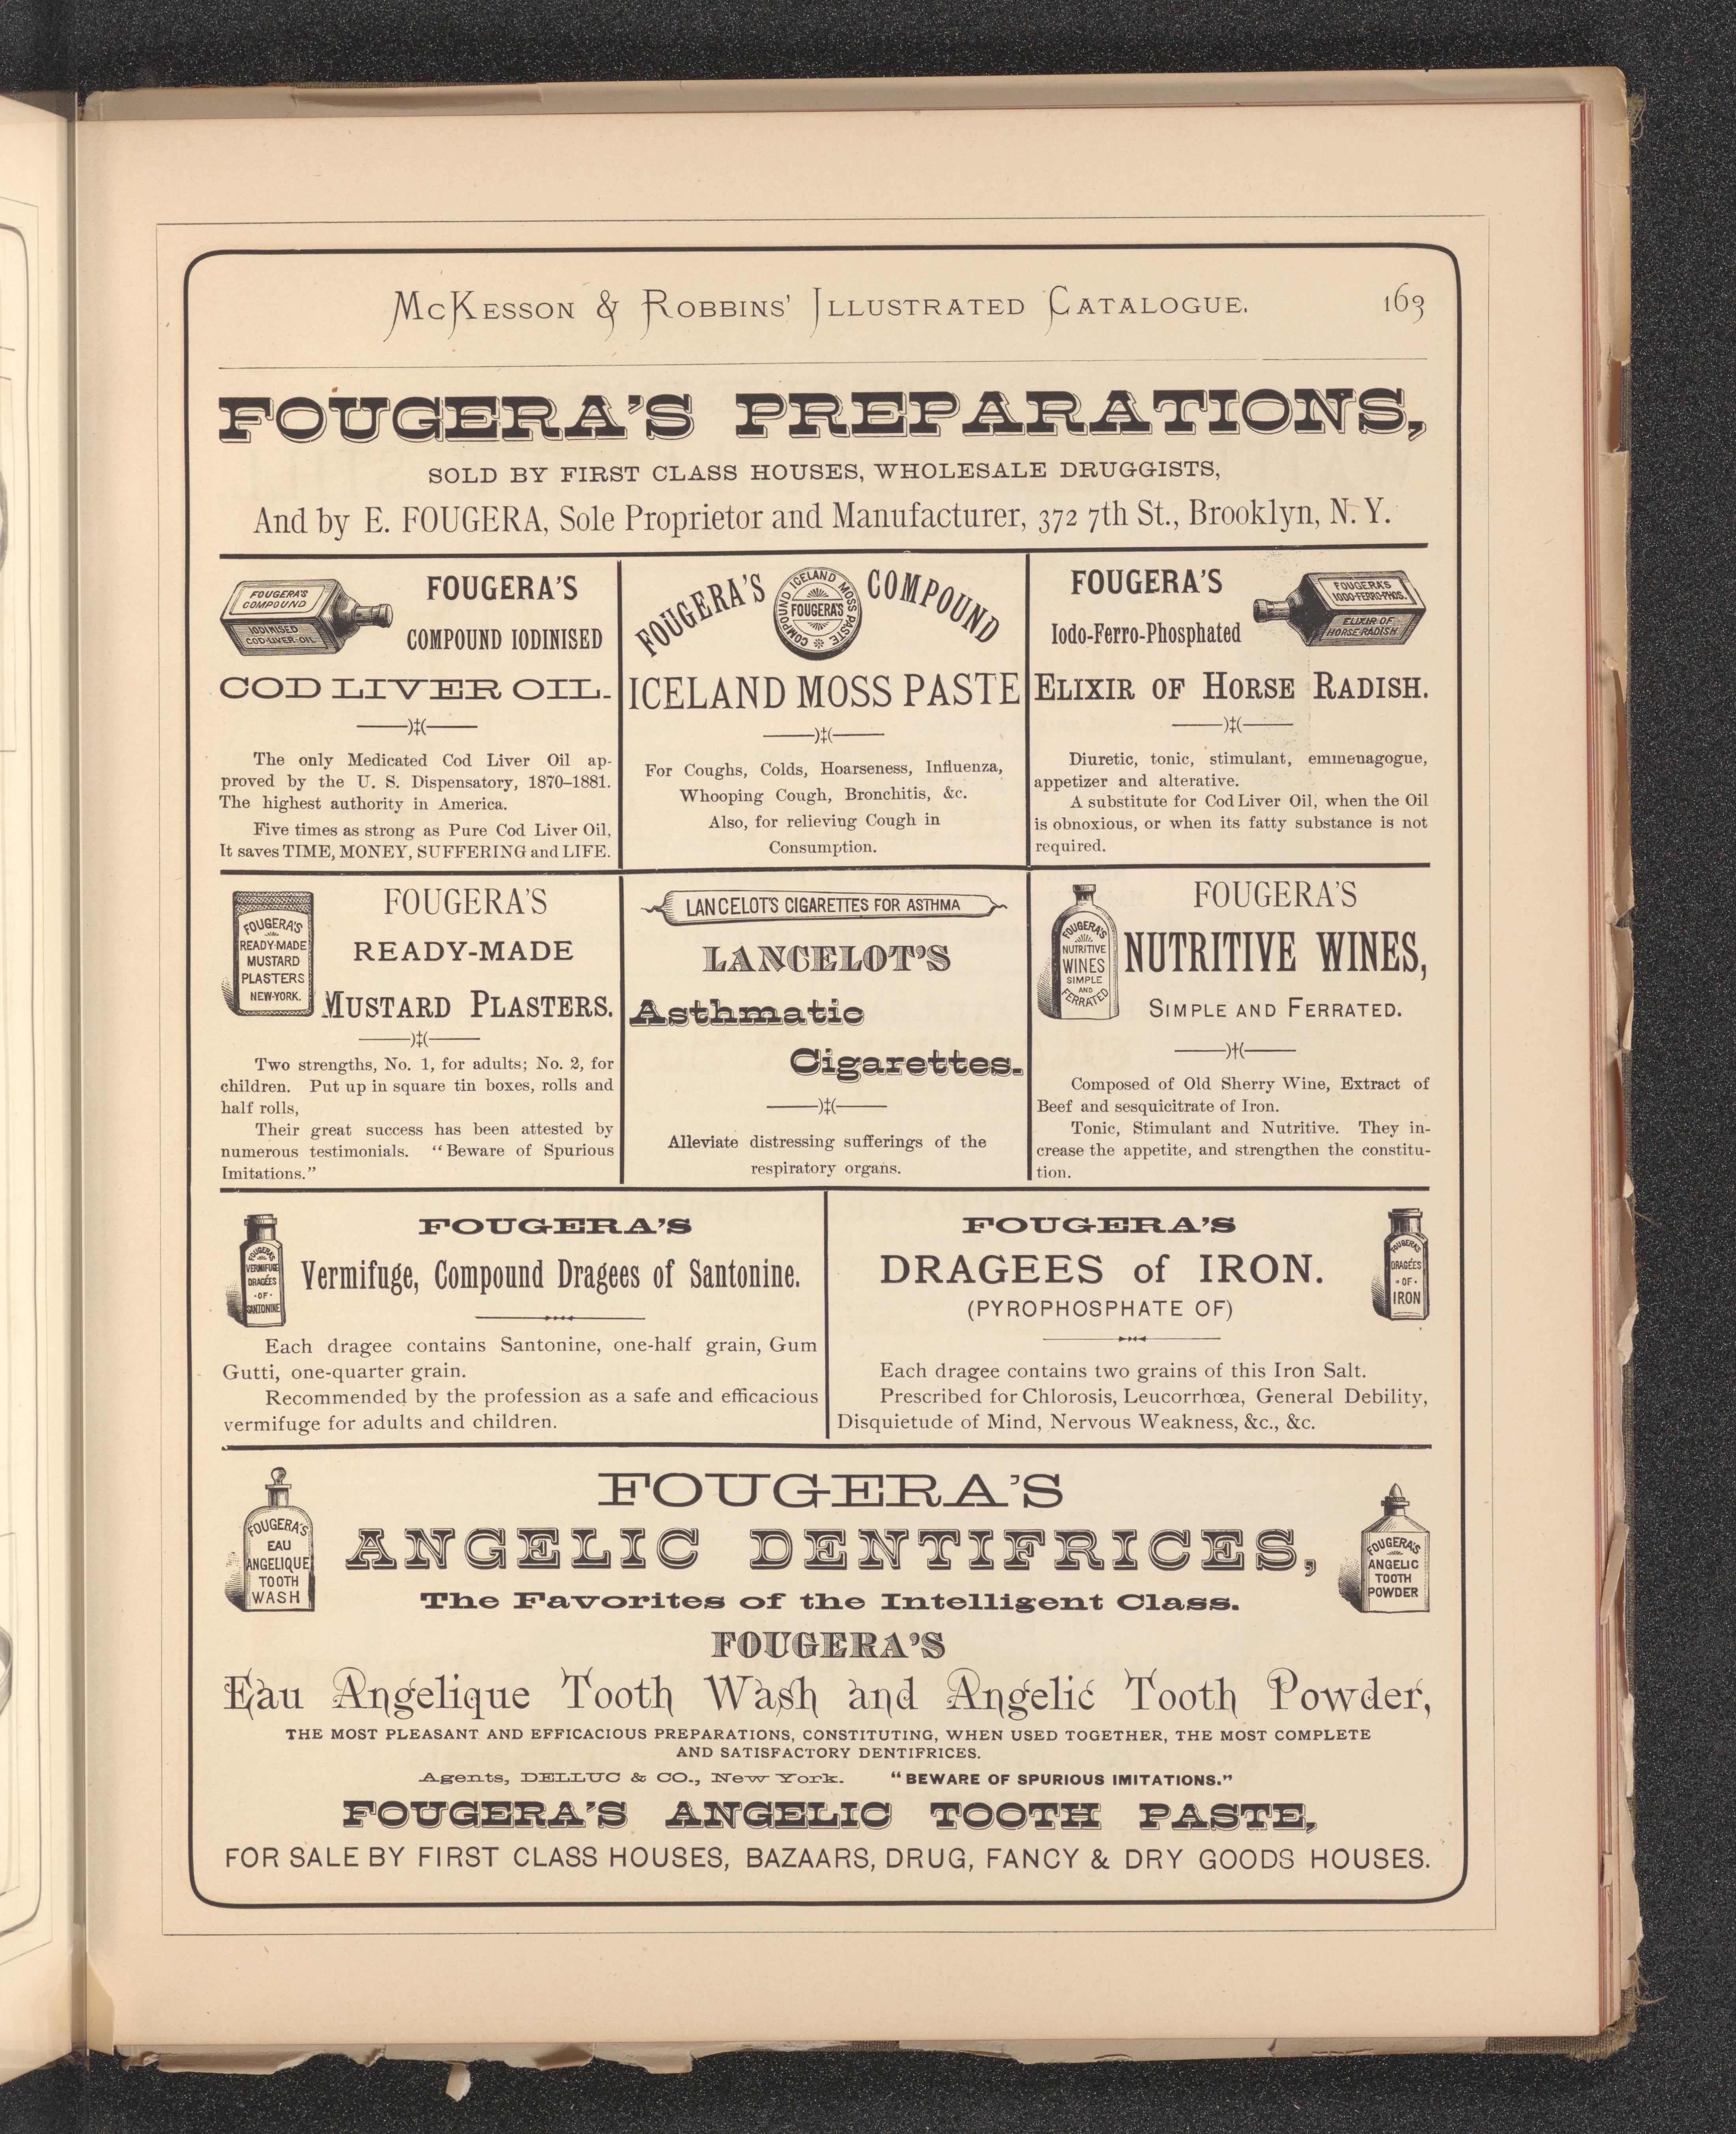 McKesson & Robbins' Illustrated Catalogue. 163
FOUGERA'S PREPARATIONS,
SOLD BY FIRST CLASS HOUSES, WHOLESALE DRUGGISTS,
And by E. FOUGERA, Sole Proprietor and Manufacturer, 372 7th St., Brooklyn, N. Y.
FOUGERA'S
COMPOUND
IODINISED
COD-LIVER-OIL
FOUGERA'S
COMPOUND IODINISED
COD LIVER OIL.
The only Medicated Cod Liver Oil ap-
proved by the U. S. Dispensatory, 1870–1881.
The highest authority in America.
Five times as strong as Pure Cod Liver Oil,
It saves TIME, MONEY, SUFFERING and LIFE.
FOUGERA'S COMPOUND
COMPOUND ICELAND MOSS PASTE
FOUGERA'S
ICELAND MOSS PASTE
For Coughs, Colds, Hoarseness, Influenza,
Whooping Cough, Bronchitis, &c.
Also, for relieving Cough in
Consumption.
FOUGERA'S
Iodo-Ferro-Phosphated
FOUGERA'S
IODO-FERRO-PHOS.
ELIXIR OF
HORSE-RADISH
ELIXIR OF HORSE RADISH.
Diuretic, tonic, stimulant, emmenagogue,
appetizer and alterative.
A substitute for Cod Liver Oil, when the Oil
is obnoxious, or when its fatty substance is not
required.
FOUGERA'S
READY-MADE
MUSTARD
PLASTERS
NEW-YORK.
FOUGERA'S
READY-MADE
MUSTARD PLASTERS.
Two strengths, No. 1, for adults; No. 2, for
children. Put up in square tin boxes, rolls and
half rolls,
Their great success has been attested by
numerous testimonials. "Beware of Spurious
Imitations."
LANCELOT'S CIGARETTES FOR ASTHMA
LANCELOT'S
Asthmatic
Cigarettes.
Alleviate distressing sufferings of the
respiratory organs.
FOUGERA'S
NUTRITIVE
WINES
SIMPLE
AND
FERRATED
FOUGERA'S
NUTRITIVE WINES,
SIMPLE AND FERRATED.
Composed of Old Sherry Wine, Extract of
Beef and sesquicitrate of Iron.
Tonic, Stimulant and Nutritive. They in-
crease the appetite, and strengthen the constitu-
tion.
FOUGERA'S
VERMIFUGE
DRAGÉES
-OF-
SANTONINE
FOUGERA'S
Vermifuge, Compound Dragees of Santonine.
Each dragee contains Santonine, one-half grain, Gum
Gutti, one-quarter grain.
Recommended by the profession as a safe and efficacious
vermifuge for adults and children.
FOUGERA'S
DRAGEES of IRON.
(PYROPHOSPHATE OF)
FOUGERA'S
DRAGÉES
-OF-
IRON
Each dragee contains two grains of this Iron Salt.
Prescribed for Chlorosis, Leucorrhœa, General Debility,
Disquietude of Mind, Nervous Weakness, &c., &c.
FOUGERA'S
EAU
ANGELIQUE
TOOTH
WASH
FOUGERA'S
ANGELIC DENTIFRICES,
The Favorites of the Intelligent Class.
FOUGERA'S
ANGELIC
TOOTH
POWDER
FOUGERA'S
Eau Angelique Tooth Wash and Angelic Tooth Powder,
THE MOST PLEASANT AND EFFICACIOUS PREPARATIONS, CONSTITUTING, WHEN USED TOGETHER, THE MOST COMPLETE
AND SATISFACTORY DENTIFRICES.
Agents, DELLUC & CO., New York. "BEWARE OF SPURIOUS IMITATIONS."
FOUGERA'S ANGELIC TOOTH PASTE,
FOR SALE BY FIRST CLASS HOUSES, BAZAARS, DRUG, FANCY & DRY GOODS HOUSES.